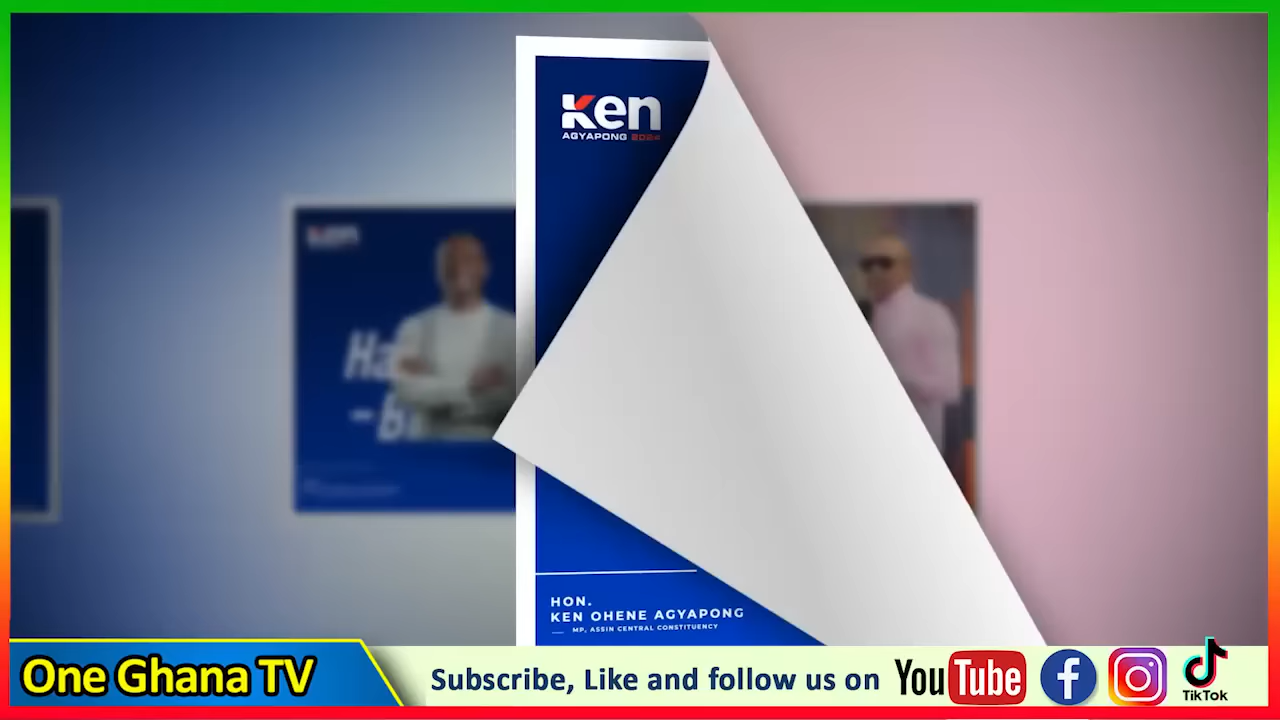 Ken
AGYAPONG 2024
Ken
HON.
KEN OHENE AGYAPONG
MP, ASSIN CENTRAL CONSTITUENCY
One Ghana TV
Subscribe, Like and follow us on YouTube
TikTok